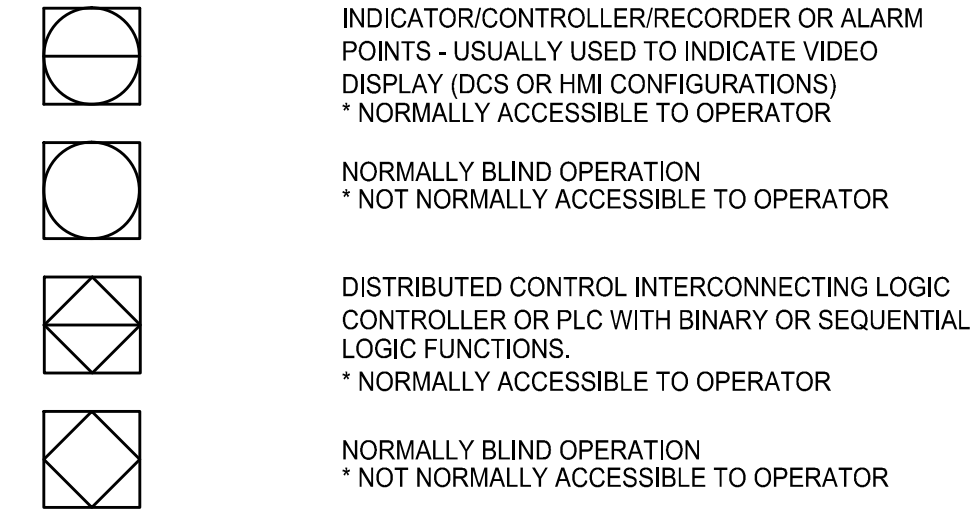 INDICATOR/CONTROLLER/RECORDER OR ALARM
POINTS - USUALLY USED TO INDICATE VIDEO
DISPLAY (DCS OR HMI CONFIGURATIONS)
* NORMALLY ACCESSIBLE TO OPERATOR
NORMALLY BLIND OPERATION
* NOT NORMALLY ACCESSIBLE TO OPERATOR
DISTRIBUTED CONTROL INTERCONNECTING LOGIC
CONTROLLER OR PLC WITH BINARY OR SEQUENTIAL
LOGIC FUNCTIONS.
* NORMALLY ACCESSIBLE TO OPERATOR
NORMALLY BLIND OPERATION
* NOT NORMALLY ACCESSIBLE TO OPERATOR